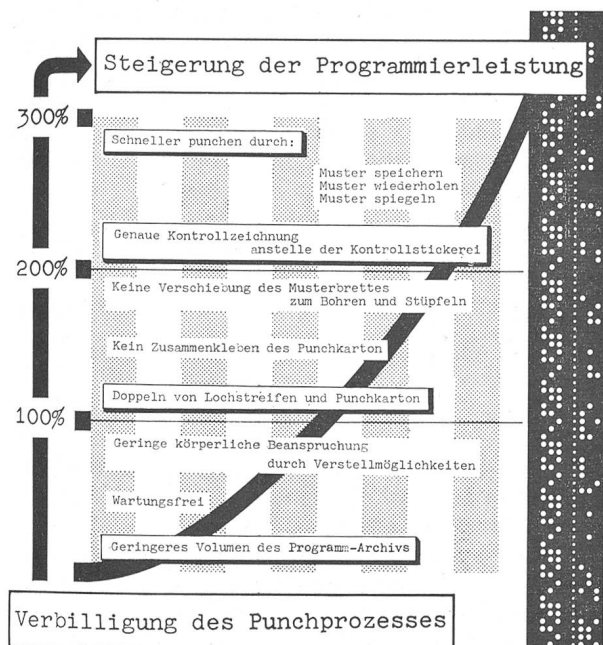 Steigerung der Programmierleistung
300%
Schneller punchen durch:
Muster speichern
Muster wiederholen
Muster spiegeln
Genaue Kontrollzeichnung
anstelle der Kontrollstickerei
200%
Keine Verschiebung des Musterbrettes
zum Bohren und Stüpfeln
Kein Zusammenkleben des Punchkarton
Doppeln von Lochstreifen und Punchkarton
100%
Geringe körperliche Beanspruchung
durch Verstellmöglichkeiten
Wartungsfrei
Geringeres Volumen des Programm-Archivs
Verbilligung des Punchprozesses